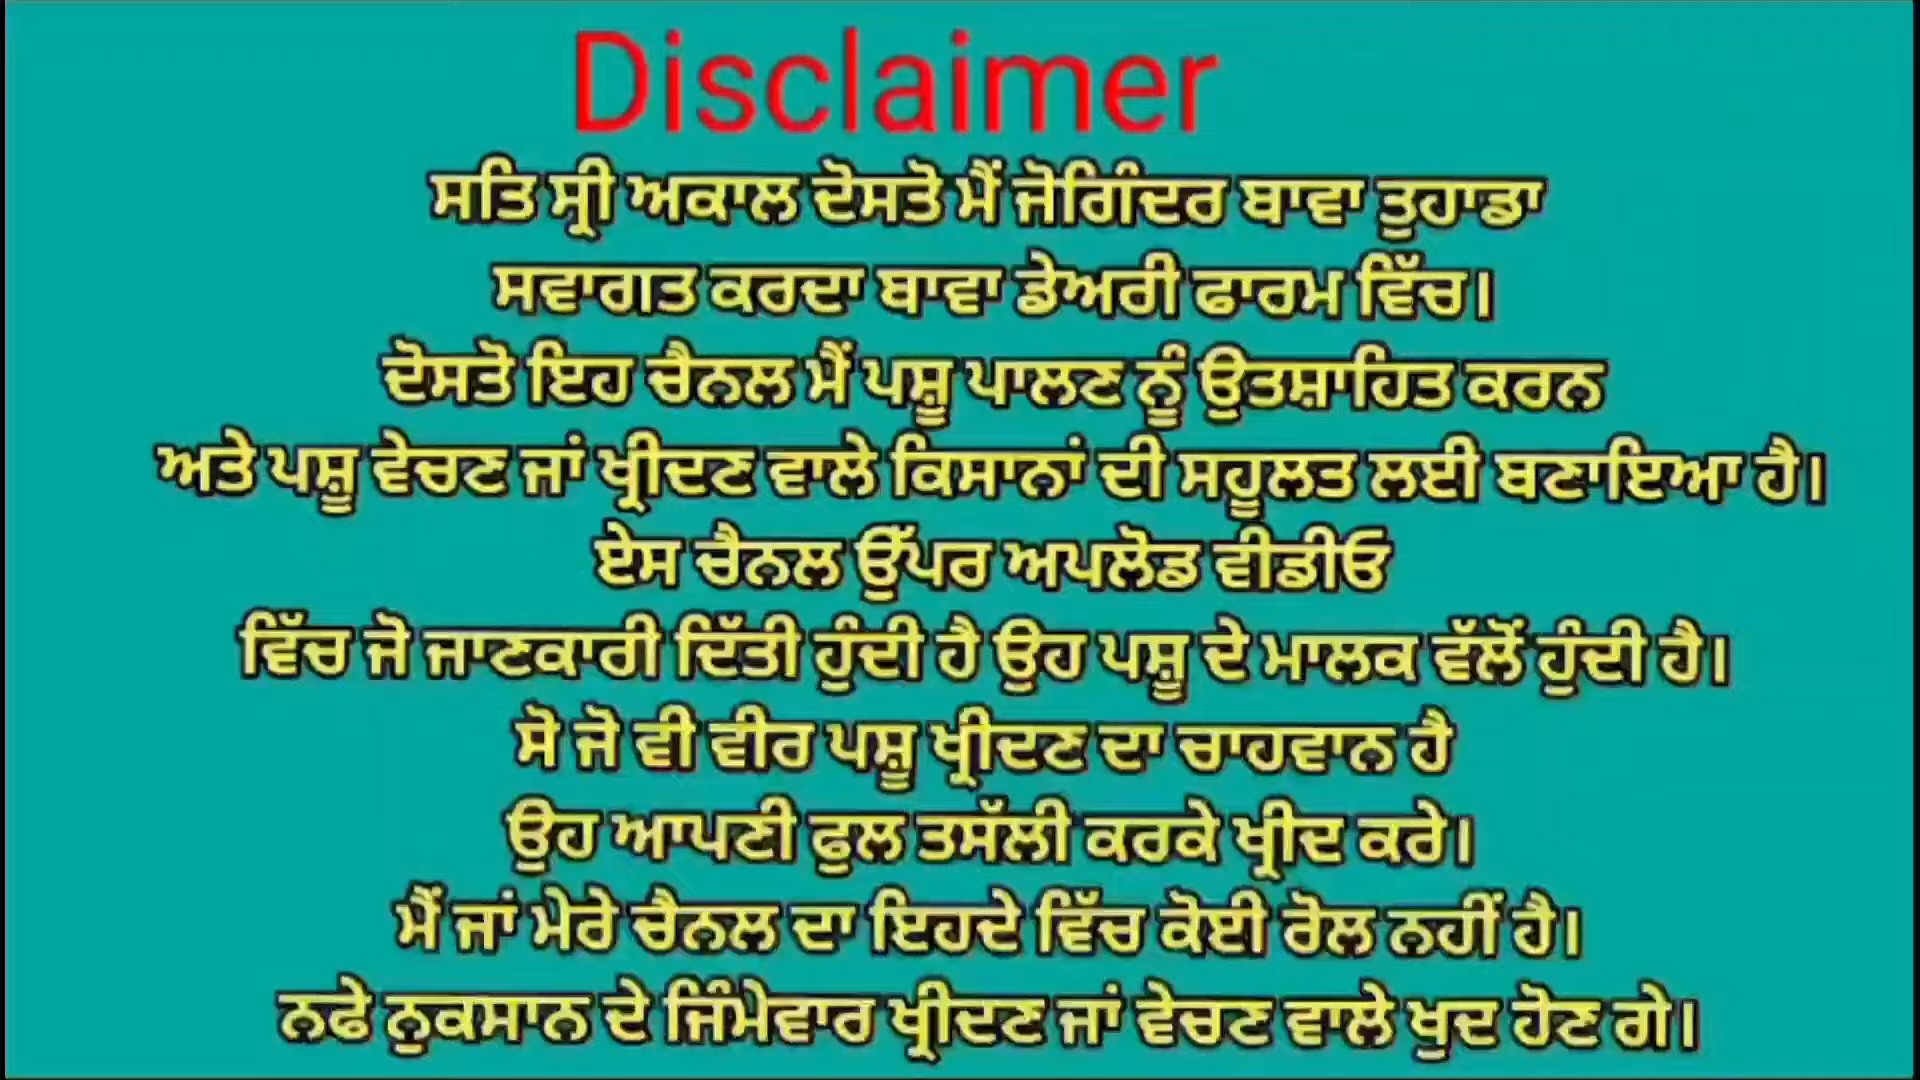 Disclaimer
ਸਤਿ ਸ੍ਰੀ ਅਕਾਲ ਦੋਸਤੋ ਮੈਂ ਜੋਗਿੰਦਰ ਬਾਵਾ ਤੁਹਾਡਾ
ਸਵਾਗਤ ਕਰਦਾ ਬਾਵਾ ਡੇਅਰੀ ਫਾਰਮ ਵਿੱਚ।
ਦੋਸਤੋ ਇਹ ਚੈਨਲ ਮੈਂ ਪਸ਼ੂ ਪਾਲਣ ਨੂੰ ਉਤਸ਼ਾਹਿਤ ਕਰਨ
ਅਤੇ ਪਸ਼ੂ ਵੇਚਣ ਜਾਂ ਖ੍ਰੀਦਣ ਵਾਲੇ ਕਿਸਾਨਾਂ ਦੀ ਸਹੂਲਤ ਲਈ ਬਣਾਇਆ ਹੈ।
ਏਸ ਚੈਨਲ ਉੱਪਰ ਅਪਲੋਡ ਵੀਡੀਓ
ਵਿੱਚ ਜੋ ਜਾਣਕਾਰੀ ਦਿੱਤੀ ਹੁੰਦੀ ਹੈ ਉਹ ਪਸ਼ੂ ਦੇ ਮਾਲਕ ਵੱਲੋਂ ਹੁੰਦੀ ਹੈ।
ਸੋ ਜੋ ਵੀ ਵੀਰ ਪਸ਼ੂ ਖ੍ਰੀਦਣ ਦਾ ਚਾਹਵਾਨ ਹੈ
ਉਹ ਆਪਣੀ ਫੁਲ ਤਸੱਲੀ ਕਰਕੇ ਖ੍ਰੀਦ ਕਰੇ।
ਮੈਂ ਜਾਂ ਮੇਰੇ ਚੈਨਲ ਦਾ ਇਹਦੇ ਵਿੱਚ ਕੋਈ ਰੋਲ ਨਹੀਂ ਹੈ।
ਨਫੇ ਨੁਕਸਾਨ ਦੇ ਜਿੰਮੇਵਾਰ ਖ੍ਰੀਦਣ ਜਾਂ ਵੇਚਣ ਵਾਲੇ ਖੁਦ ਹੋਣ ਗੇ।